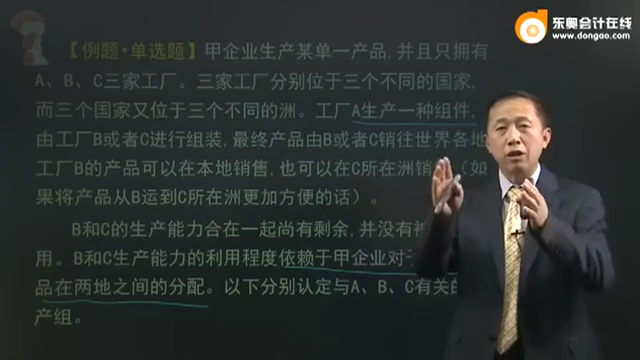 东奥会计在线
www.dongao.com
【例题·单选题】甲企业生产某单一产品,并且只拥有
A、B、C三家工厂。三家工厂分别位于三个不同的国家,
而三个国家又位于三个不同的洲。工厂A生产一种组件,
由工厂B或者C进行组装,最终产品由B或者C销往世界各地
工厂B的产品可以在本地销售,也可以在C所在洲销 (如
果将产品从B运到C所在洲更加方便的话)。
B和C的生产能力合在一起尚有剩余,并没有
用。B和C生产能力的利用程度依赖于甲企业对
品在两地之间的分配。以下分别认定与A、B、C有关的
产组。